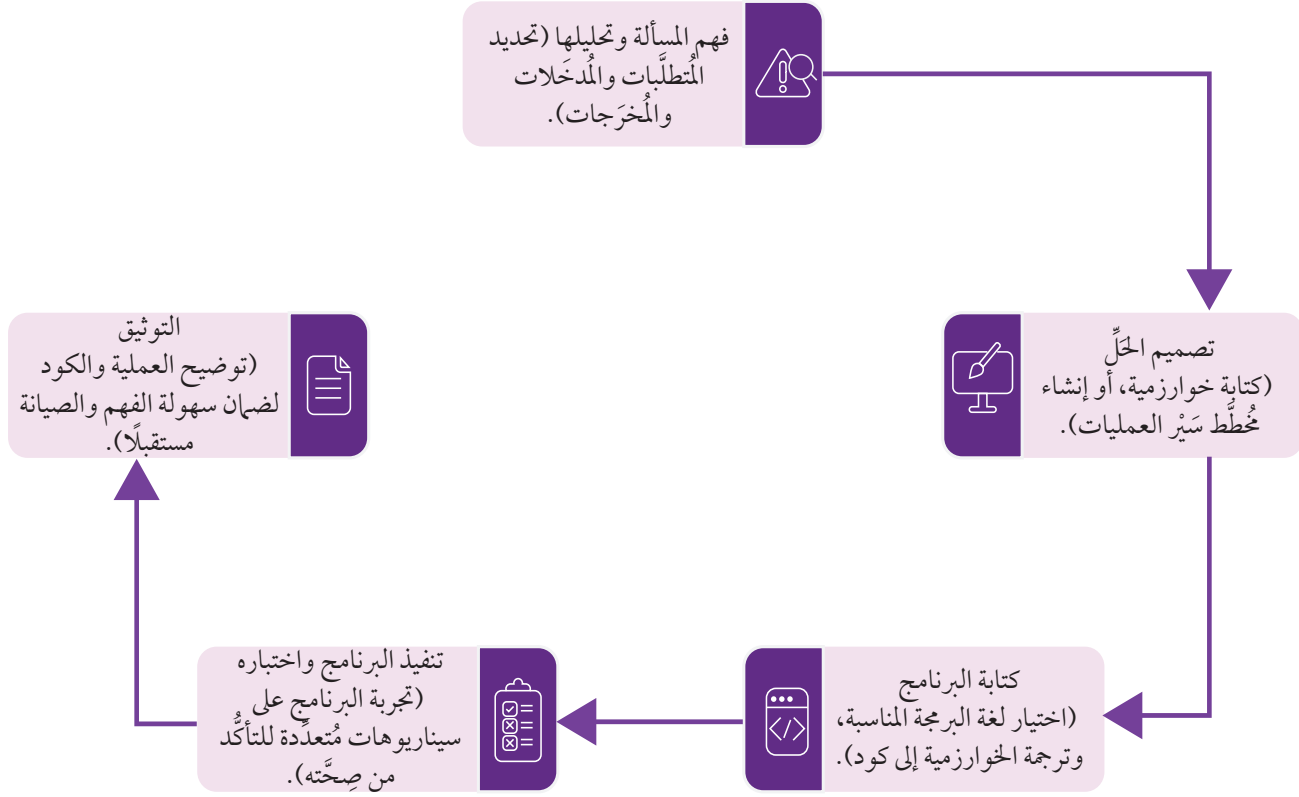 فهم المسألة وتحليلها (تحديد
المُتطلَّبات والمُدخَلات
والمُخرَجات).
تصميم الحَلِّ
(كتابة خوارزمية، أو إنشاء
مُخطَّط سَيْر العمليات).
كتابة البرنامج
(اختيار لغة البرمجة المناسبة،
وترجمة الخوارزمية إلى كود).
تنفيذ البرنامج واختباره
(تجربة البرنامج على
سيناريوهات مُتعدِّدة للتأكُّد
من صِحَّته).
التوثيق
(توضيح العملية والكود
لضمان سهولة الفهم والصيانة
مستقبلًا).